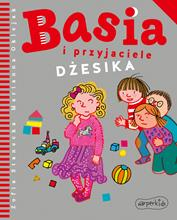 Basia
i przyjaciele
DŻESIKA
harperkids